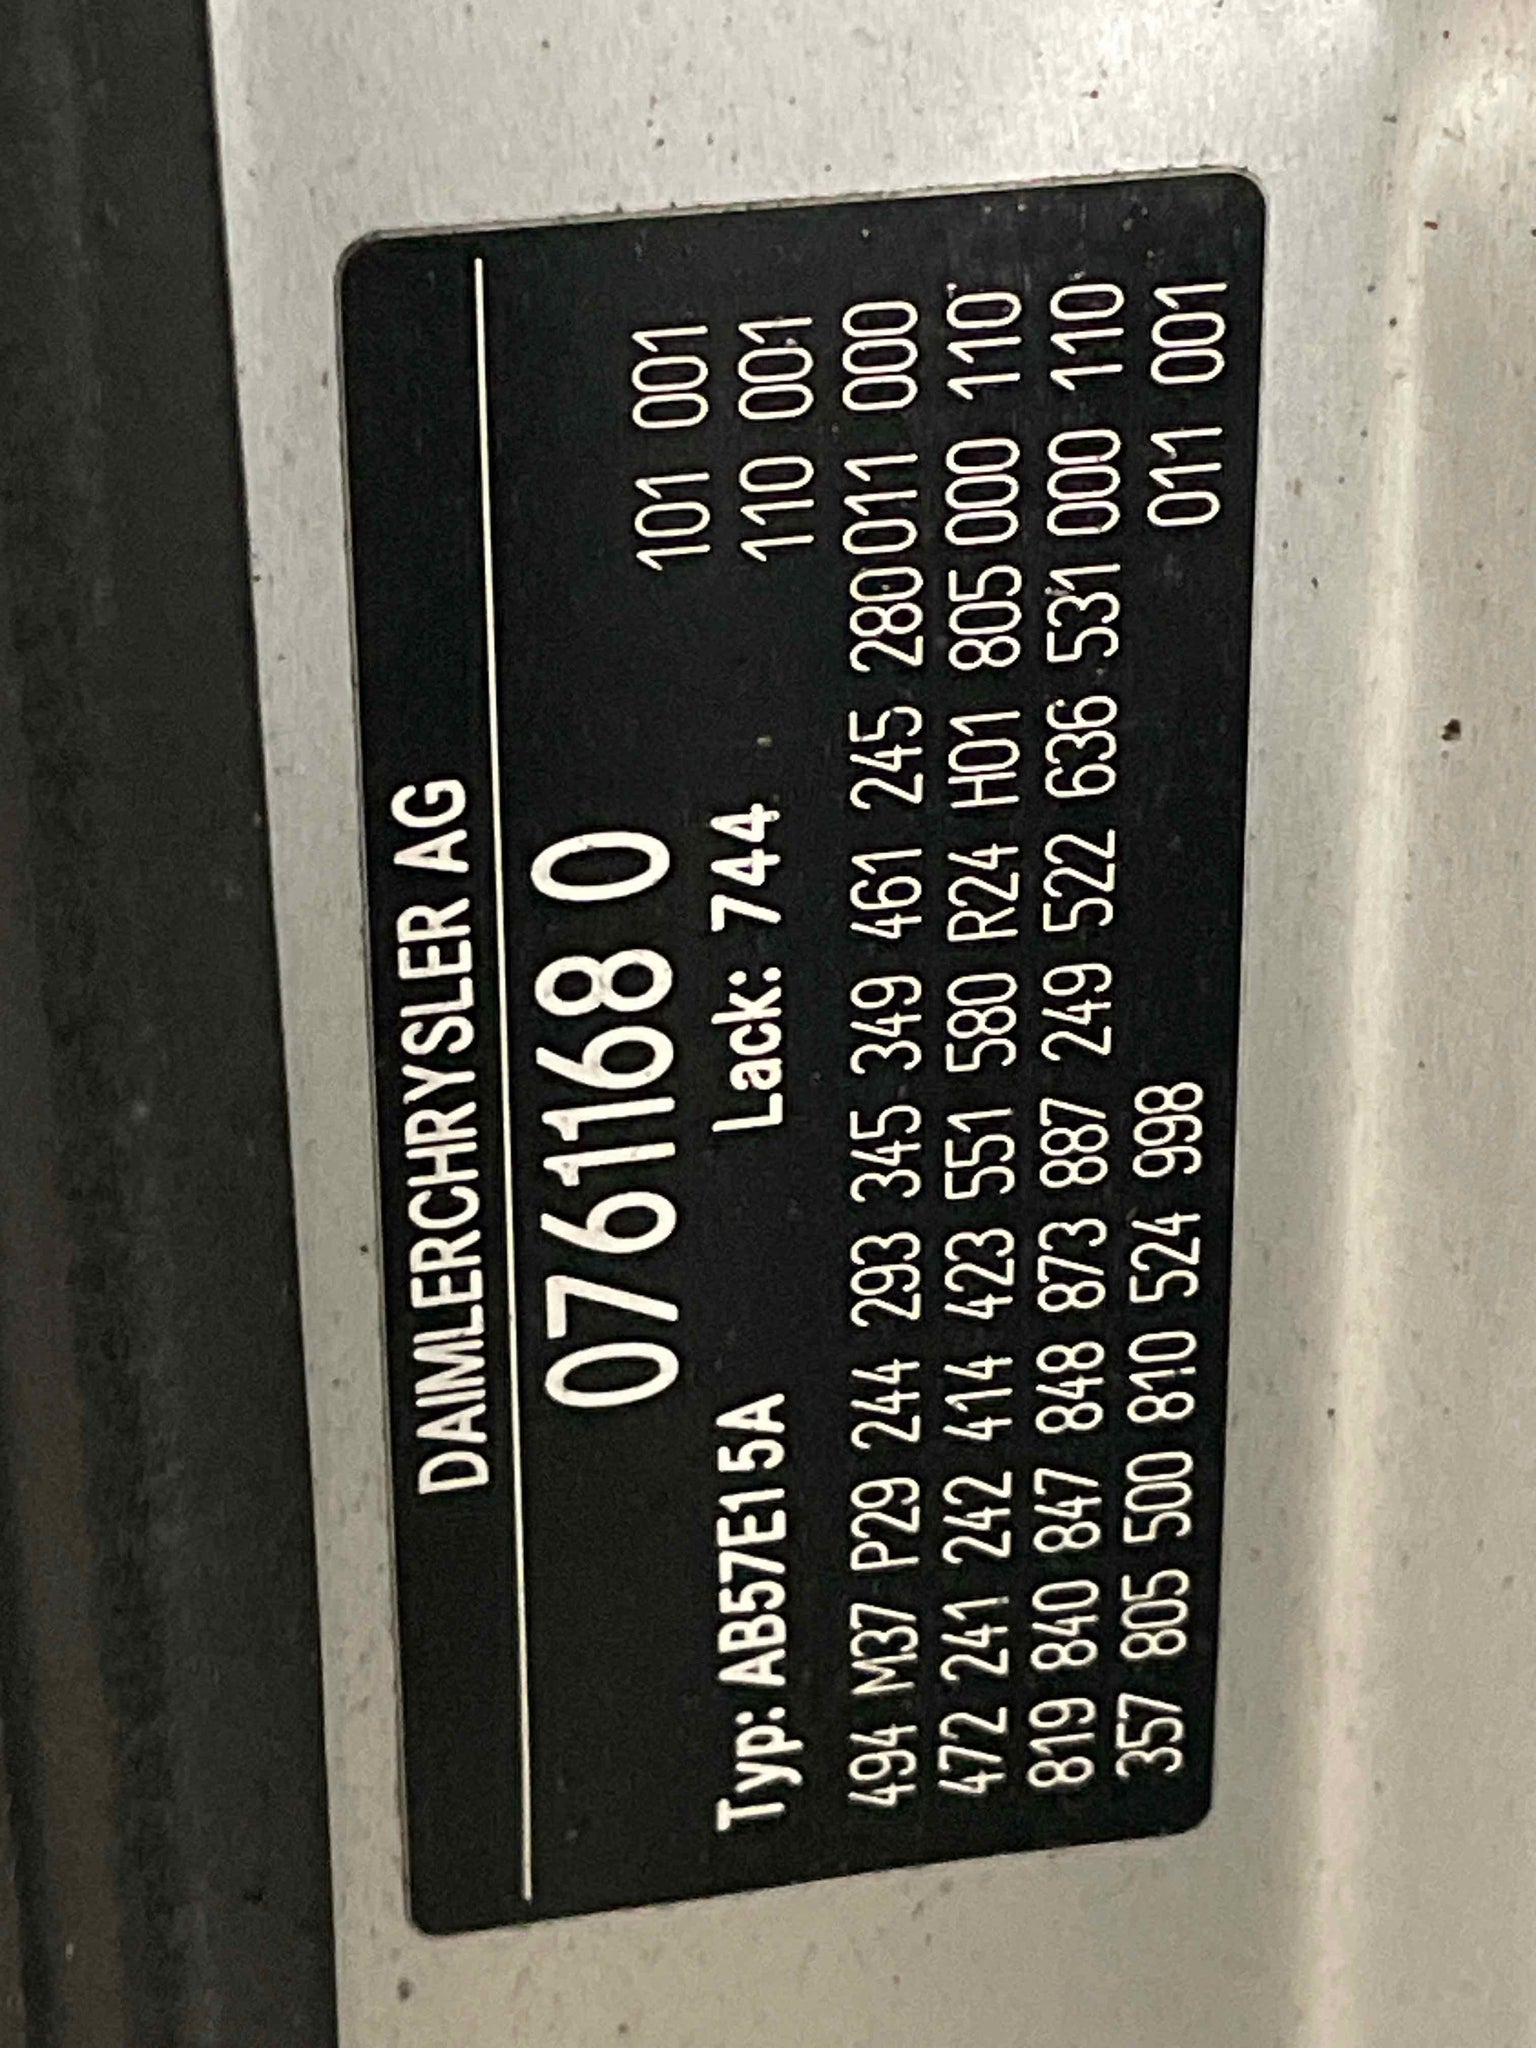 DAIMLERCHRYSLER AG
0761168 0
101 001
Typ: AB57E15A Lack: 744 110 001
494 M37 P29 244 293 345 349 461 245 280 011 000
472 241 242 414 423 551 580 R24 H01 805 000 110
819 840 847 848 873 887 249 522 636 531 000 110
357 805 500 810 524 998 011 001